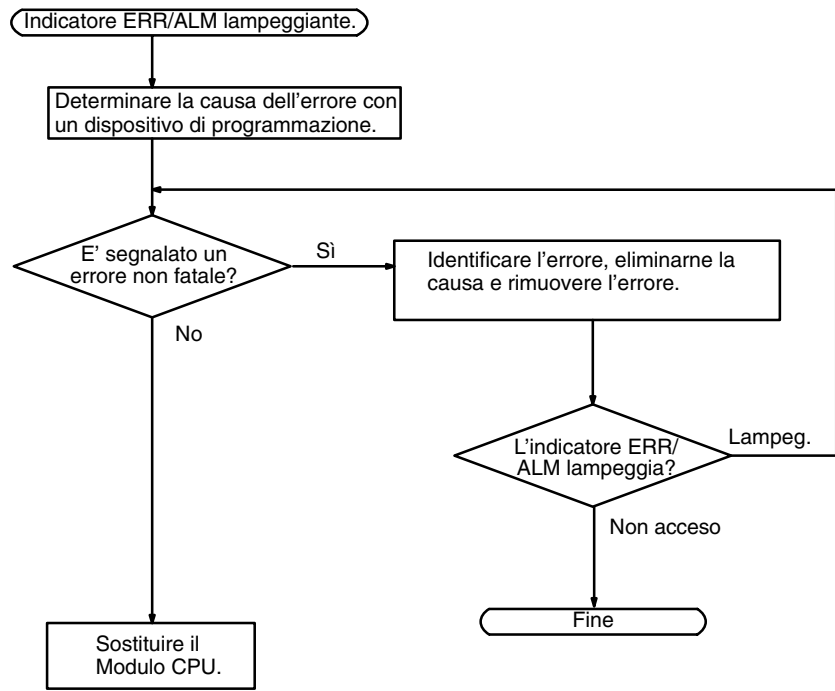 Indicatore ERR/ALM lampeggiante.
Determinare la causa dell'errore con
un dispositivo di programmazione.
E' segnalato un
errore non fatale?
Sì
Identificare l'errore, eliminarne la
causa e rimuovere l'errore.
No
L'indicatore ERR/
ALM lampeggia?
Lampeg.
Non acceso
Fine
Sostituire il
Modulo CPU.